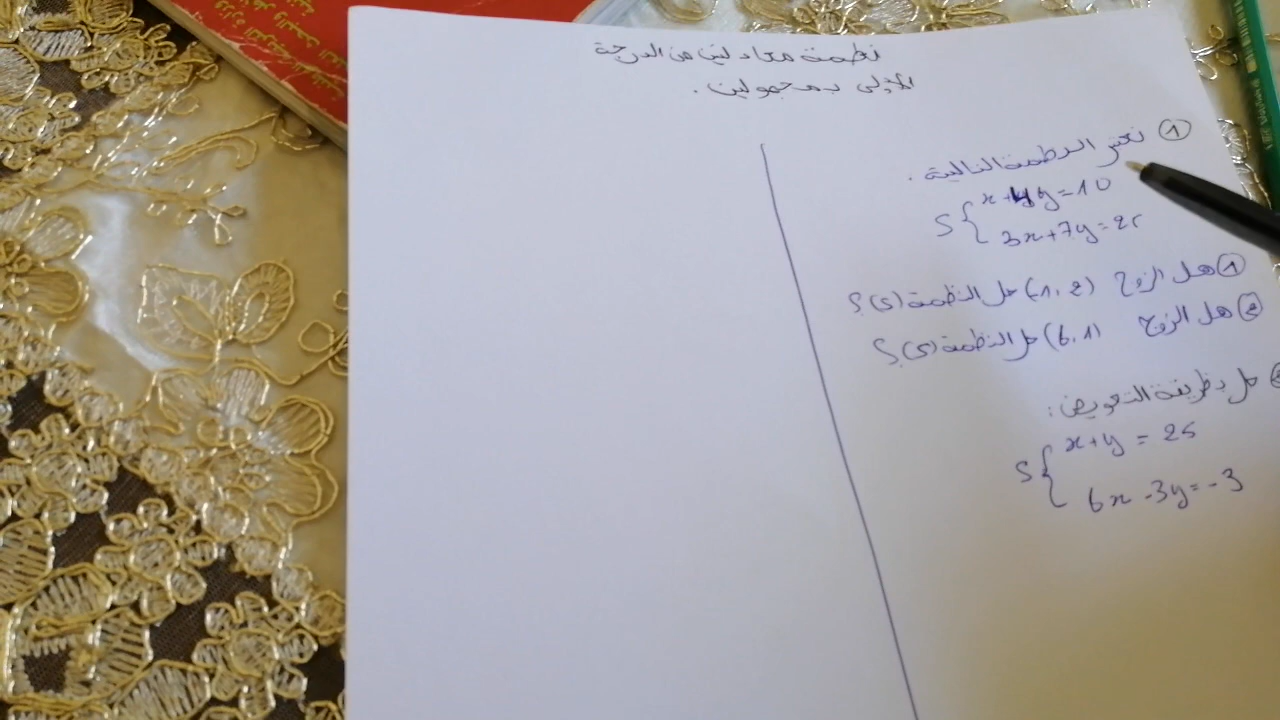 نظمة معادلتين من الدرجة
الأولى بمجهولين.
① نعتبر النظمة التالية.
S { x+4y=10
3x+7y=25
① هل الزوج (-1, 2) حل النظمة (S)؟
② هل الزوج (6, 1) حل النظمة (S)؟
حل بطريقة التعويض:
S { x+y = 25
6x -3y=-3